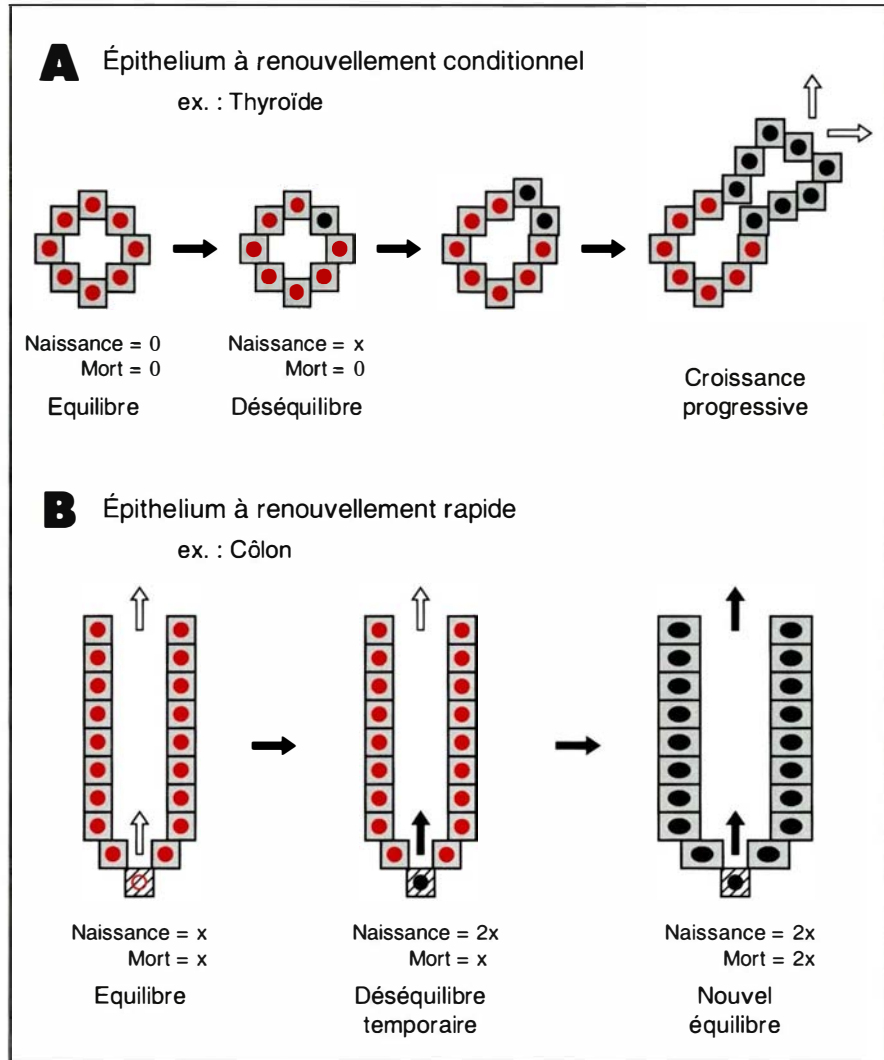 A Épithelium à renouvellement conditionnel
ex. : Thyroïde
Naissance = 0
Mort = 0
Equilibre
Naissance = x
Mort = 0
Déséquilibre
Croissance
progressive
B Épithelium à renouvellement rapide
ex. : Côlon
Naissance = x
Mort = x
Equilibre
Naissance = 2x
Mort = x
Déséquilibre
temporaire
Naissance = 2x
Mort = 2x
Nouvel
équilibre